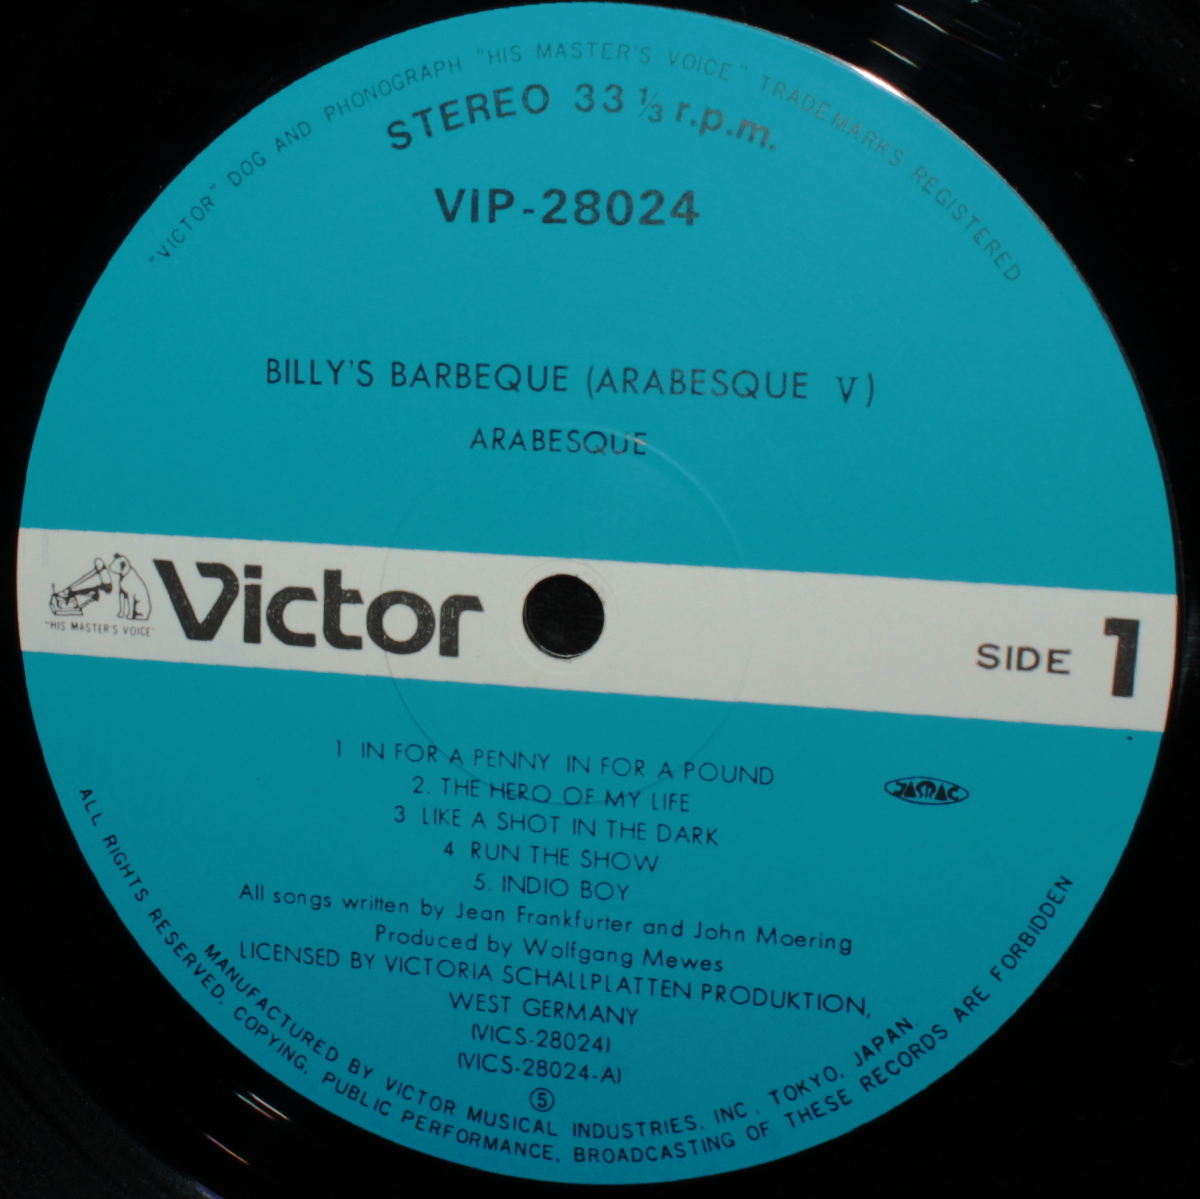 "VICTOR" DOG AND PHONOGRAPH "HIS MASTER'S VOICE" TRADEMARKS REGISTERED
STEREO 33 ⅓ r.p.m.
VIP-28024
BILLY'S BARBEQUE (ARABESQUE V)
ARABESQUE
"HIS MASTER'S VOICE"
Victor
SIDE 1
1 IN FOR A PENNY IN FOR A POUND
2. THE HERO OF MY LIFE
3 LIKE A SHOT IN THE DARK
4 RUN THE SHOW
5. INDIO BOY
JASRAC
All songs written by Jean Frankfurter and John Moering
Produced by Wolfgang Mewes
LICENSED BY VICTORIA SCHALLPLATTEN PRODUKTION,
WEST GERMANY
(VICS-28024)
(VICS-28024-A)
⑤
MANUFACTURED BY VICTOR MUSICAL INDUSTRIES, INC. TOKYO, JAPAN.
ALL RIGHTS RESERVED. COPYING, PUBLIC PERFORMANCE, BROADCASTING OF THESE RECORDS ARE FORBIDDEN